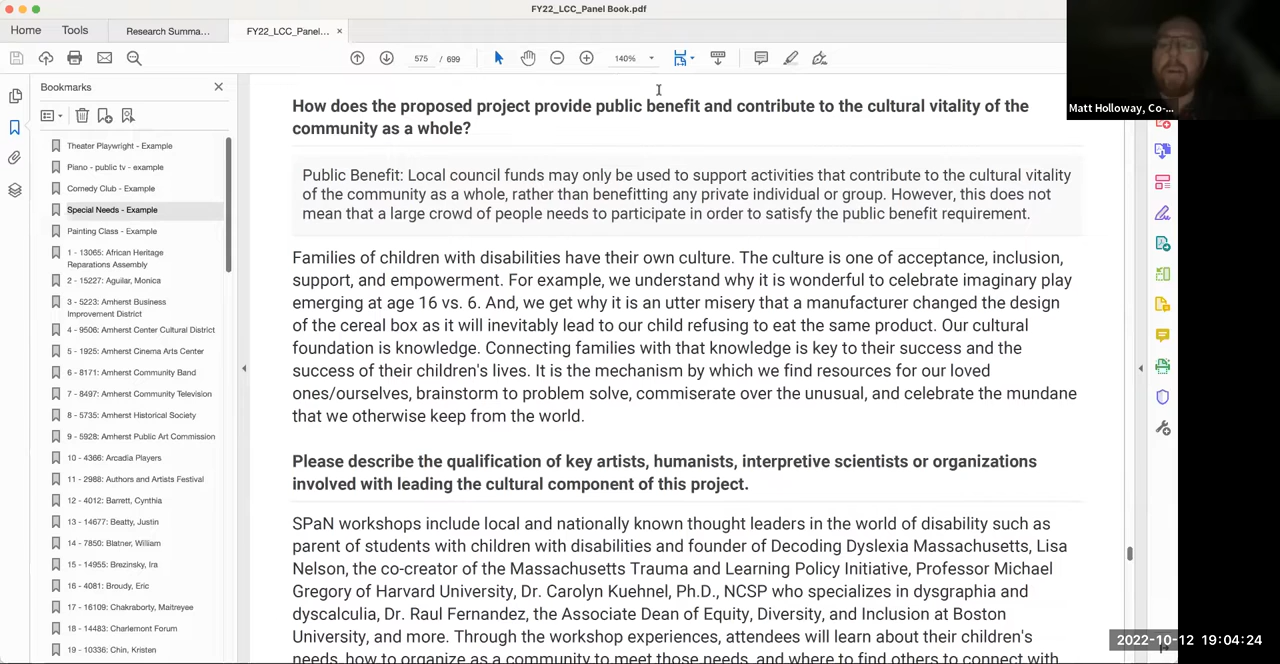 FY22_LCC_Panel Book.pdf
Home
Tools
Research Summa...
FY22_LCC_Panel...
575 / 699
140%
Matt Holloway, Co-...
Bookmarks
Theater Playwright - Example
Piano - public tv - example
Comedy Club - Example
Special Needs - Example
Painting Class - Example
1 - 13065: African Heritage
Reparations Assembly
2 - 15227: Aguilar, Monica
3 - 5223: Amherst Business
Improvement District
4 - 9506: Amherst Center Cultural District
5 - 1925: Amherst Cinema Arts Center
6 - 8171: Amherst Community Band
7 - 8497: Amherst Community Television
8 - 5735: Amherst Historical Society
9 - 5928: Amherst Public Art Commission
10 - 4366: Arcadia Players
11 - 2988: Authors and Artists Festival
12 - 4012: Barrett, Cynthia
13 - 14677: Beatty, Justin
14 - 7850: Blatner, William
15 - 14955: Brezinsky, Ira
16 - 4081: Broudy, Eric
17 - 16109: Chakraborty, Maitreyee
18 - 14483: Charlemont Forum
19 - 10336: Chin, Kristen
How does the proposed project provide public benefit and contribute to the cultural vitality of the
community as a whole?
Public Benefit: Local council funds may only be used to support activities that contribute to the cultural vitality
of the community as a whole, rather than benefitting any private individual or group. However, this does not
mean that a large crowd of people needs to participate in order to satisfy the public benefit requirement.
Families of children with disabilities have their own culture. The culture is one of acceptance, inclusion,
support, and empowerment. For example, we understand why it is wonderful to celebrate imaginary play
emerging at age 16 vs. 6. And, we get why it is an utter misery that a manufacturer changed the design
of the cereal box as it will inevitably lead to our child refusing to eat the same product. Our cultural
foundation is knowledge. Connecting families with that knowledge is key to their success and the
success of their children's lives. It is the mechanism by which we find resources for our loved
ones/ourselves, brainstorm to problem solve, commiserate over the unusual, and celebrate the mundane
that we otherwise keep from the world.
Please describe the qualification of key artists, humanists, interpretive scientists or organizations
involved with leading the cultural component of this project.
SPaN workshops include local and nationally known thought leaders in the world of disability such as
parent of students with children with disabilities and founder of Decoding Dyslexia Massachusetts, Lisa
Nelson, the co-creator of the Massachusetts Trauma and Learning Policy Initiative, Professor Michael
Gregory of Harvard University, Dr. Carolyn Kuehnel, Ph.D., NCSP who specializes in dysgraphia and
dyscalculia, Dr. Raul Fernandez, the Associate Dean of Equity, Diversity, and Inclusion at Boston
University, and more. Through the workshop experiences, attendees will learn about their children's
needs, how to organize as a community to meet those needs, and where to find others to connect with
2022-10-12 19:04:24